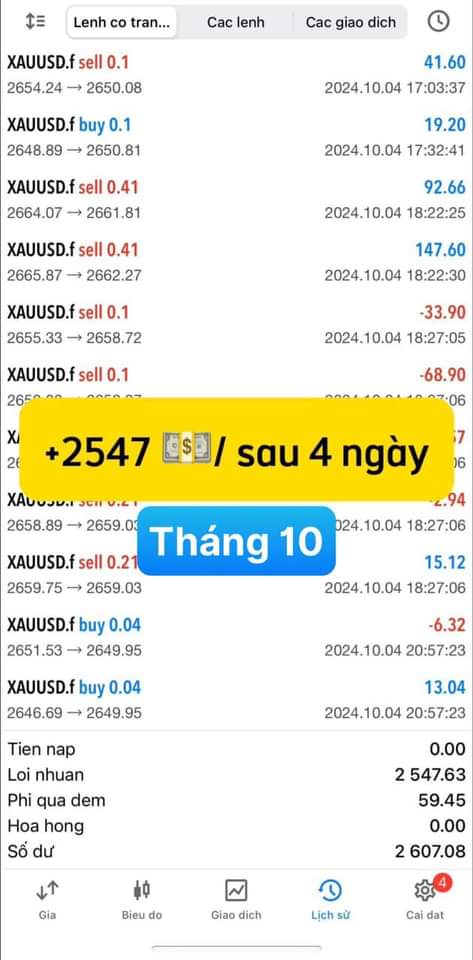 Lenh co tran... Cac lenh Cac giao dich
XAUUSD.f sell 0.1 41.60
2654.24 → 2650.08 2024.10.04 17:03:37
XAUUSD.f buy 0.1 19.20
2648.89 → 2650.81 2024.10.04 17:32:41
XAUUSD.f sell 0.41 92.66
2664.07 → 2661.81 2024.10.04 18:22:25
XAUUSD.f sell 0.41 147.60
2665.87 → 2662.27 2024.10.04 18:22:30
XAUUSD.f sell 0.1 -33.90
2655.33 → 2658.72 2024.10.04 18:27:05
XAUUSD.f sell 0.1 -68.90
+2547 💵/ sau 4 ngày
2658.89 → 2659.03 2024.10.04 18:27:06
Tháng 10
XAUUSD.f sell 0.21 15.12
2659.75 → 2659.03 2024.10.04 18:27:06
XAUUSD.f buy 0.04 -6.32
2651.53 → 2649.95 2024.10.04 20:57:23
XAUUSD.f buy 0.04 13.04
2646.69 → 2649.95 2024.10.04 20:57:23
Tien nap 0.00
Loi nhuan 2 547.63
Phi qua dem 59.45
Hoa hong 0.00
Số dư 2 607.08
4
Gia Bieu do Giao dich Lịch sử Cai dat